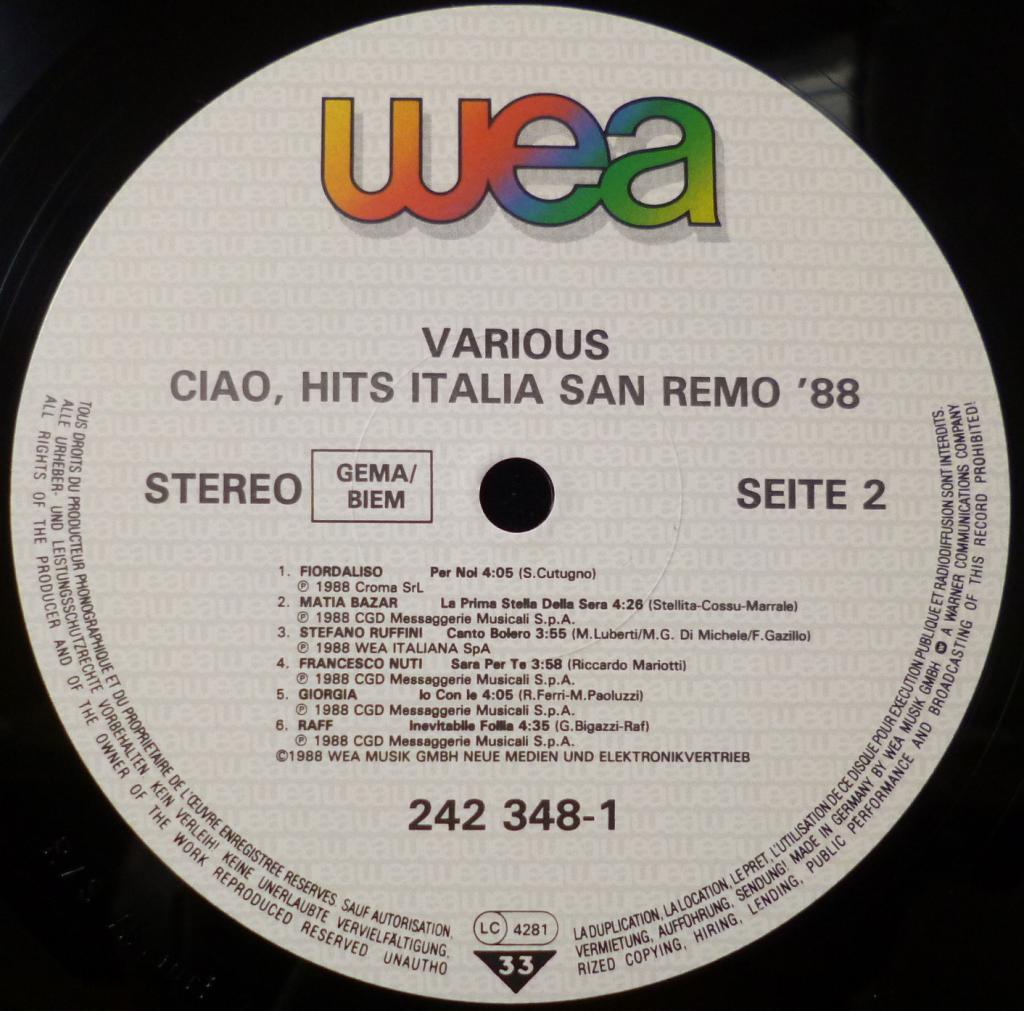 wea
VARIOUS
CIAO, HITS ITALIA SAN REMO '88
STEREO GEMA/ BIEM SEITE 2
1. FIORDALISO Per Noi 4:05 (S.Cutugno)
℗ 1988 Croma SrL
2. MATIA BAZAR La Prima Stella Della Sera 4:26 (Stellita-Cossu-Marrale)
℗ 1988 CGD Messaggerie Musicali S.p.A.
3. STEFANO RUFFINI Canto Bolero 3:55 (M.Luberti/M.G. Di Michele/F.Gazillo)
℗ 1988 WEA ITALIANA SpA
4. FRANCESCO NUTI Sara Per Te 3:58 (Riccardo Mariotti)
℗ 1988 CGD Messaggerie Musicali S.p.A.
5. GIORGIA Io Con le 4:05 (R.Ferri-M.Paoluzzi)
℗ 1988 CGD Messaggerie Musicali S.p.A.
6. RAFF Inevitabile Follia 4:35 (G.Bigazzi-Raf)
℗ 1988 CGD Messaggerie Musicali S.p.A.
©1988 WEA MUSIK GMBH NEUE MEDIEN UND ELEKTRONIKVERTRIEB
242 348-1
LC 4281
33
TOUS DROITS DU PRODUCTEUR PHONOGRAPHIQUE ET DU PROPRIETAIRE DE L'ŒUVRE ENREGISTREE RESERVES. SAUF AUTORISATION, LA DUPLICATION, LA LOCATION, LE PRET, L'UTILISATION DE CE DISQUE POUR EXECUTION PUBLIQUE ET RADIODIFFUSION SONT INTERDITS.
ALLE URHEBER- UND LEISTUNGSSCHUTZRECHTE VORBEHALTEN. KEIN VERLEIH! KEINE UNERLAUBTE VERVIELFÄLTIGUNG, VERMIETUNG, AUFFÜHRUNG, SENDUNG! MADE IN GERMANY BY WEA MUSIK GMBH A WARNER COMMUNICATIONS COMPANY
ALL RIGHTS OF THE PRODUCER AND OF THE OWNER OF THE WORK REPRODUCED RESERVED UNAUTHORIZED COPYING, HIRING, LENDING, PUBLIC PERFORMANCE AND BROADCASTING OF THIS RECORD PROHIBITED!